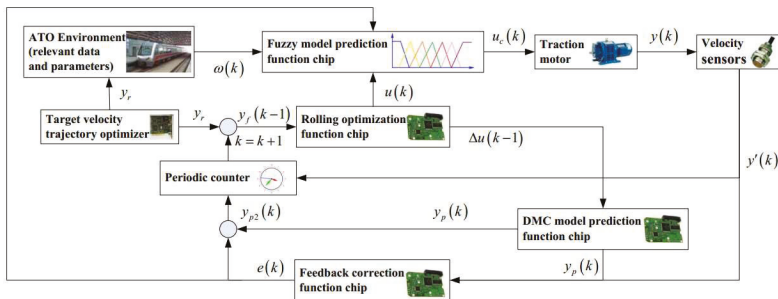 ATO Environment
(relevant data
and parameters)
ω(k)
Fuzzy model prediction
function chip
u_c(k)
Traction
motor
y(k)
Velocity
sensors
y_r
u(k)
Target velocity
trajectory optimizer
y_r
y_f(k−1)
k = k+1
Rolling optimization
function chip
Δu(k−1)
y′(k)
Periodic counter
y_{p2}(k)
y_p(k)
DMC model prediction
function chip
e(k)
Feedback correction
function chip
y_p(k)